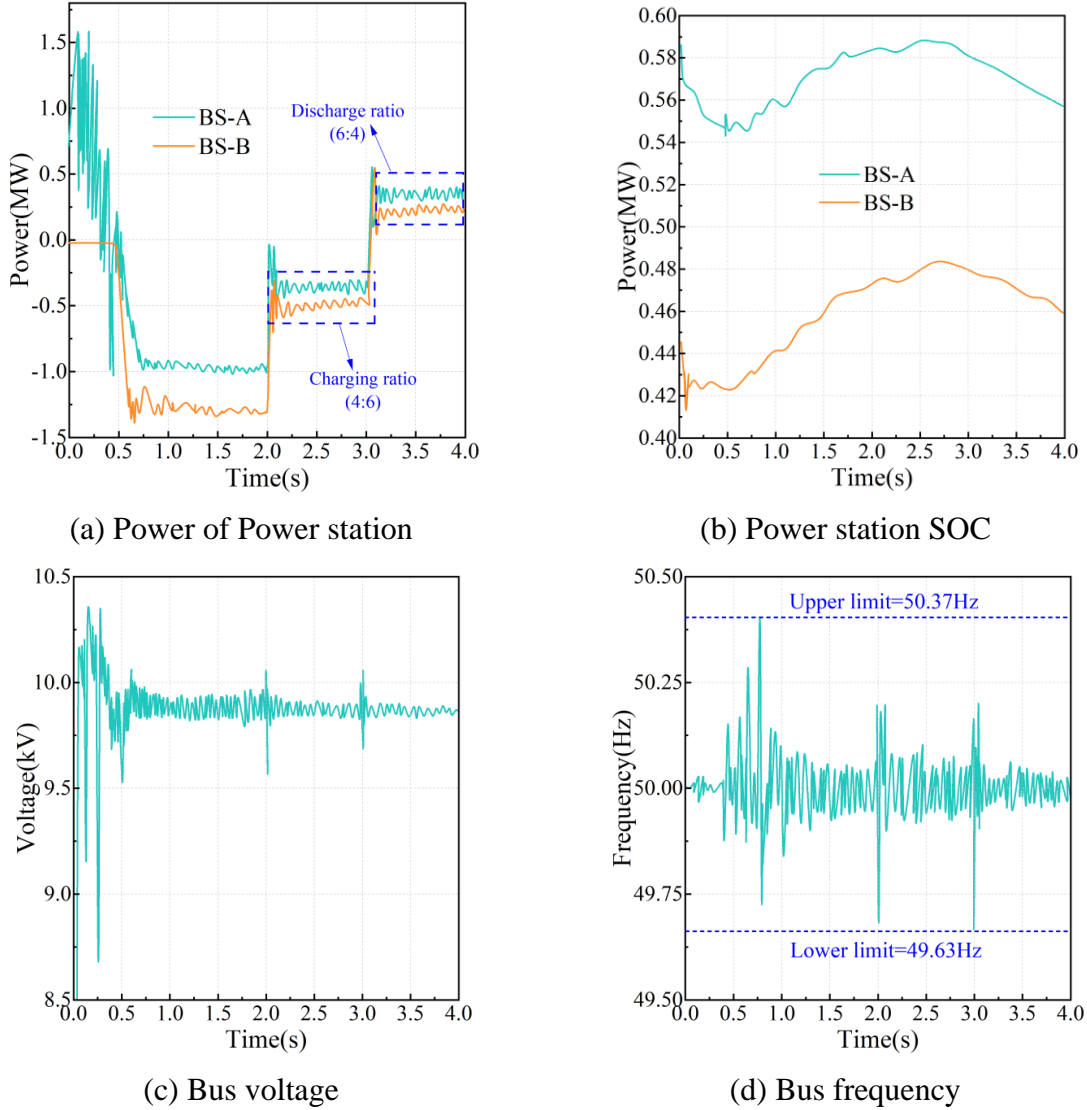 1.5
1.0
0.5
0.0
-0.5
-1.0
-1.5
Power(MW)
BS-A
BS-B
Discharge ratio
(6:4)
Charging ratio
(4:6)
0.0 0.5 1.0 1.5 2.0 2.5 3.0 3.5 4.0
Time(s)
(a) Power of Power station
0.60
0.58
0.56
0.54
0.52
0.50
0.48
0.46
0.44
0.42
0.40
Power(MW)
BS-A
BS-B
0.0 0.5 1.0 1.5 2.0 2.5 3.0 3.5 4.0
Time(s)
(b) Power station SOC
10.5
10.0
9.5
9.0
8.5
Voltage(kV)
0.0 0.5 1.0 1.5 2.0 2.5 3.0 3.5 4.0
Time(s)
(c) Bus voltage
50.50
50.25
50.00
49.75
49.50
Frequency(Hz)
Upper limit=50.37Hz
Lower limit=49.63Hz
0.0 0.5 1.0 1.5 2.0 2.5 3.0 3.5 4.0
Time(s)
(d) Bus frequency